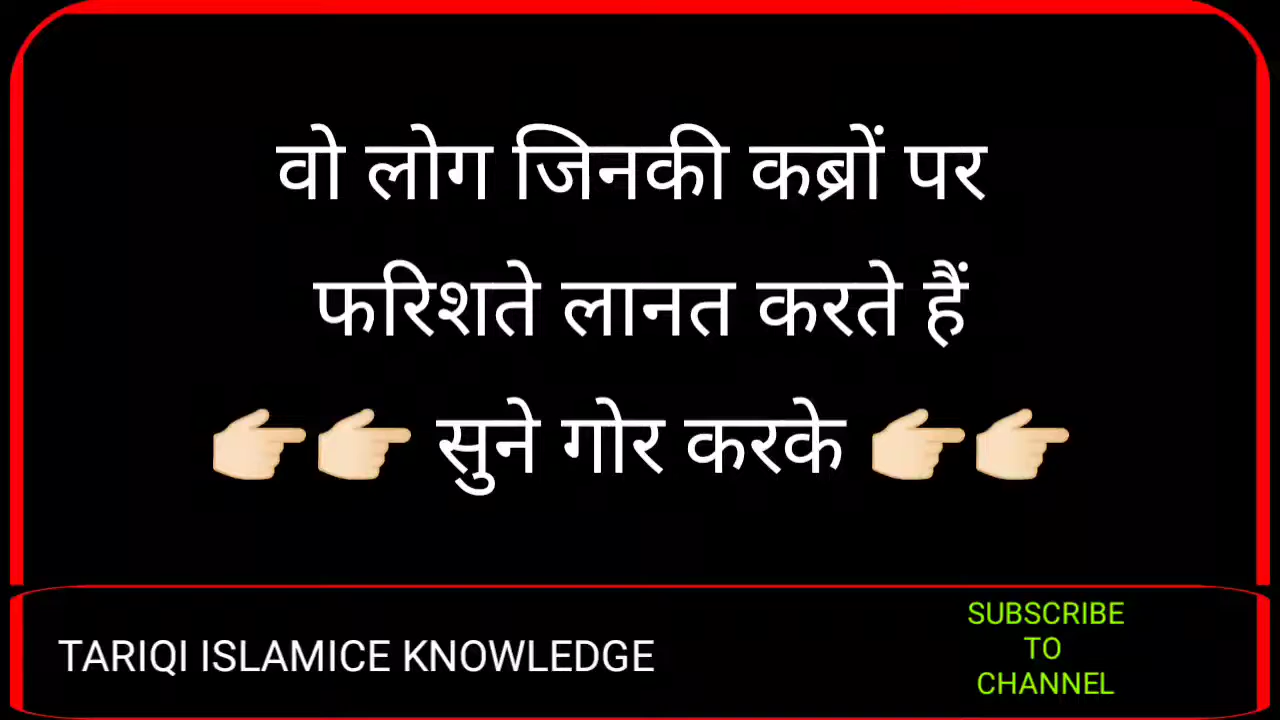 वो लोग जिनकी कब्रों पर
फरिशते लानत करते हैं
👉🏻👉🏻 सुने गोर करके 👉🏻👉🏻
TARIQI ISLAMICE KNOWLEDGE
SUBSCRIBE
TO
CHANNEL